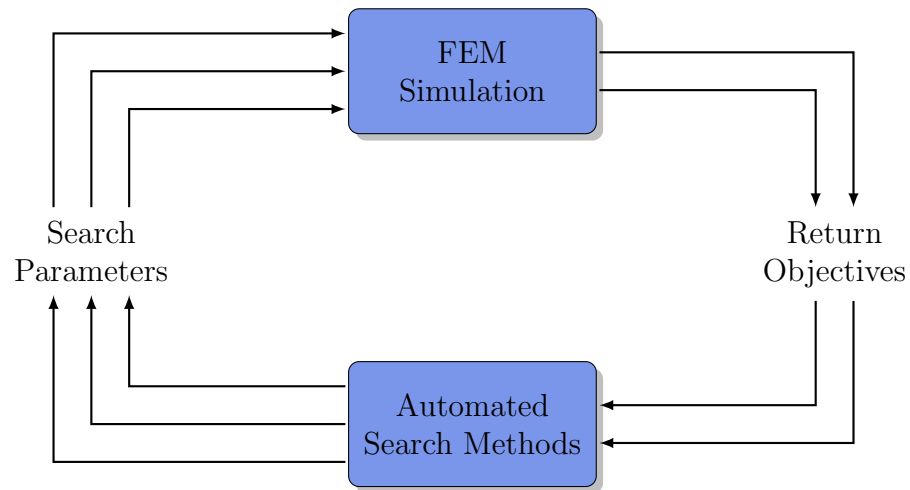 FEM
Simulation
Search
Parameters
Return
Objectives
Automated
Search Methods